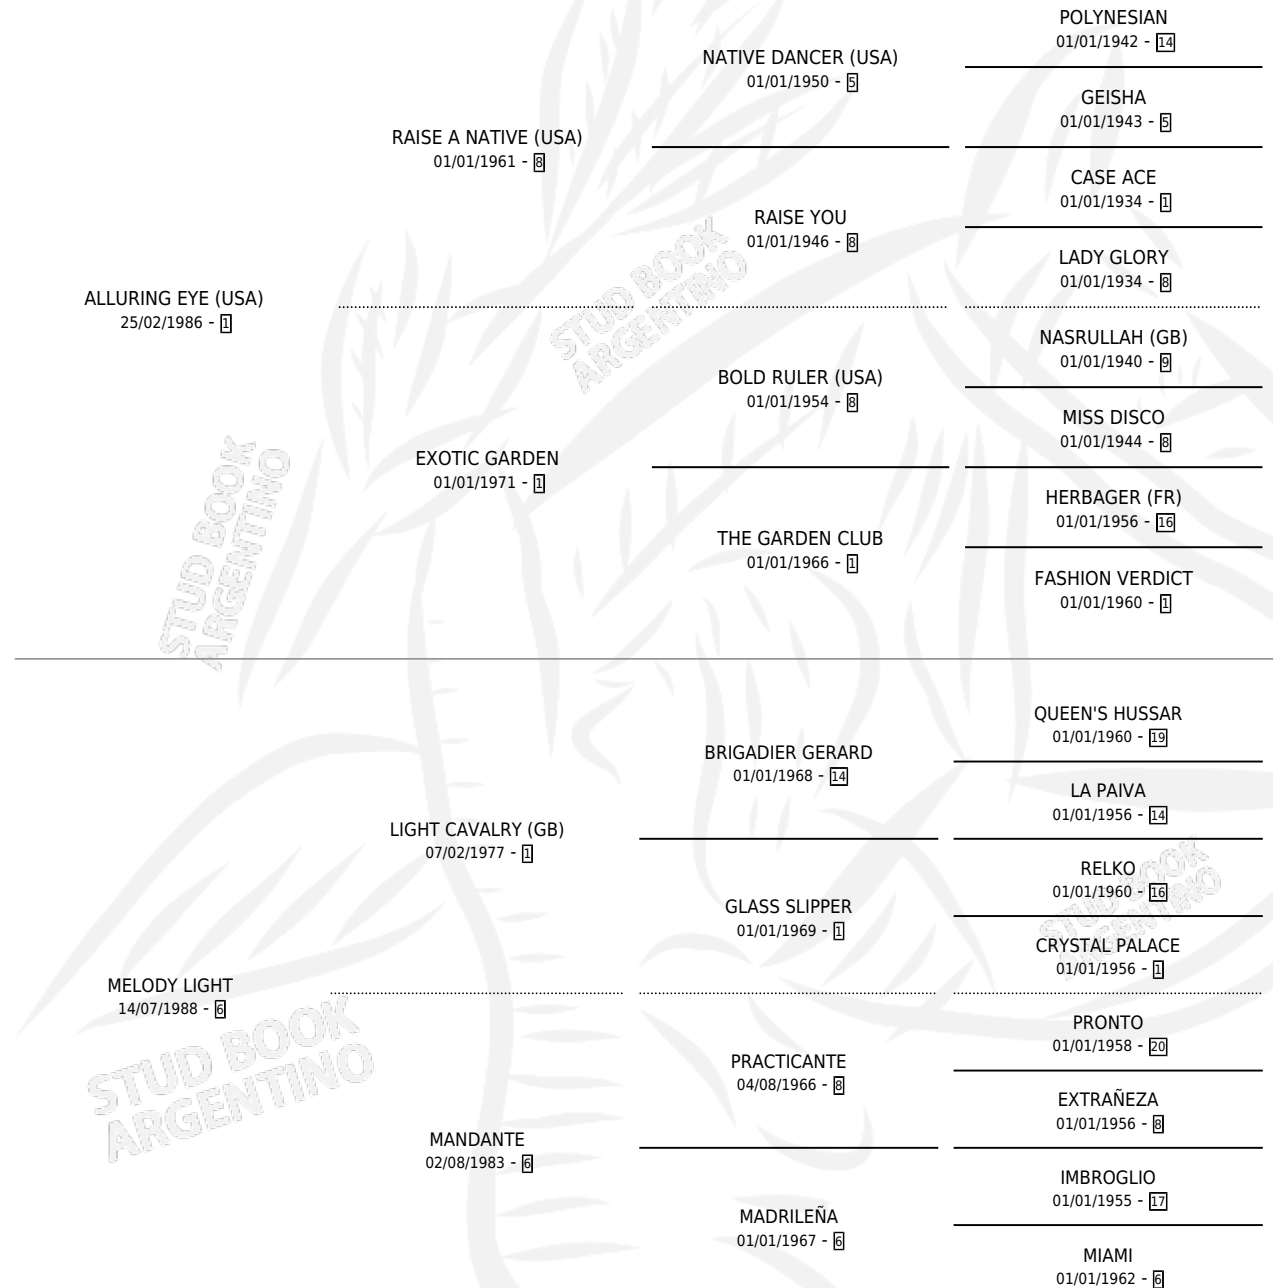 POLYNESIAN
01/01/1942 - 14
NATIVE DANCER (USA)
01/01/1950 - 5
GEISHA
01/01/1943 - 5
RAISE A NATIVE (USA)
01/01/1961 - 8
CASE ACE
01/01/1934 - 1
RAISE YOU
01/01/1946 - 8
LADY GLORY
01/01/1934 - 8
ALLURING EYE (USA)
25/02/1986 - 1
STUD BOOK
ARGENTINO
NASRULLAH (GB)
01/01/1940 - 9
BOLD RULER (USA)
01/01/1954 - 8
MISS DISCO
01/01/1944 - 8
EXOTIC GARDEN
01/01/1971 - 1
STUD BOOK
ARGENTINO
HERBAGER (FR)
01/01/1956 - 16
THE GARDEN CLUB
01/01/1966 - 1
FASHION VERDICT
01/01/1960 - 1
QUEEN'S HUSSAR
01/01/1960 - 19
BRIGADIER GERARD
01/01/1968 - 14
LA PAIVA
01/01/1956 - 14
LIGHT CAVALRY (GB)
07/02/1977 - 1
RELKO
01/01/1960 - 16
STUD BOOK
ARGENTINO
GLASS SLIPPER
01/01/1969 - 1
CRYSTAL PALACE
01/01/1956 - 1
MELODY LIGHT
14/07/1988 - 6
STUD BOOK
ARGENTINO
PRONTO
01/01/1958 - 20
PRACTICANTE
04/08/1966 - 8
EXTRAÑEZA
01/01/1956 - 8
MANDANTE
02/08/1983 - 6
IMBROGLIO
01/01/1955 - 17
MADRILEÑA
01/01/1967 - 6
MIAMI
01/01/1962 - 6